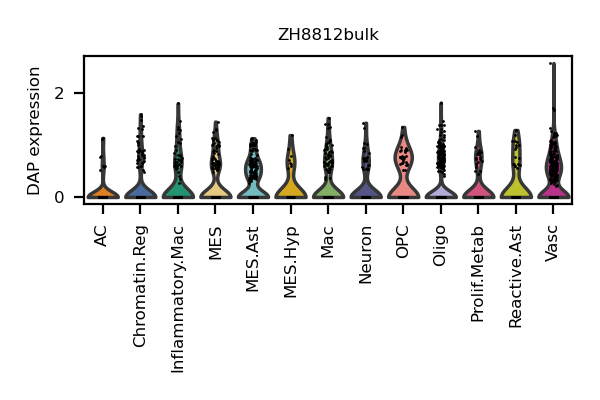 ZH8812bulk
DAP expression
2
0
AC
Chromatin.Reg
Inflammatory.Mac
MES
MES.Ast
MES.Hyp
Mac
Neuron
OPC
Oligo
Prolif.Metab
Reactive.Ast
Vasc